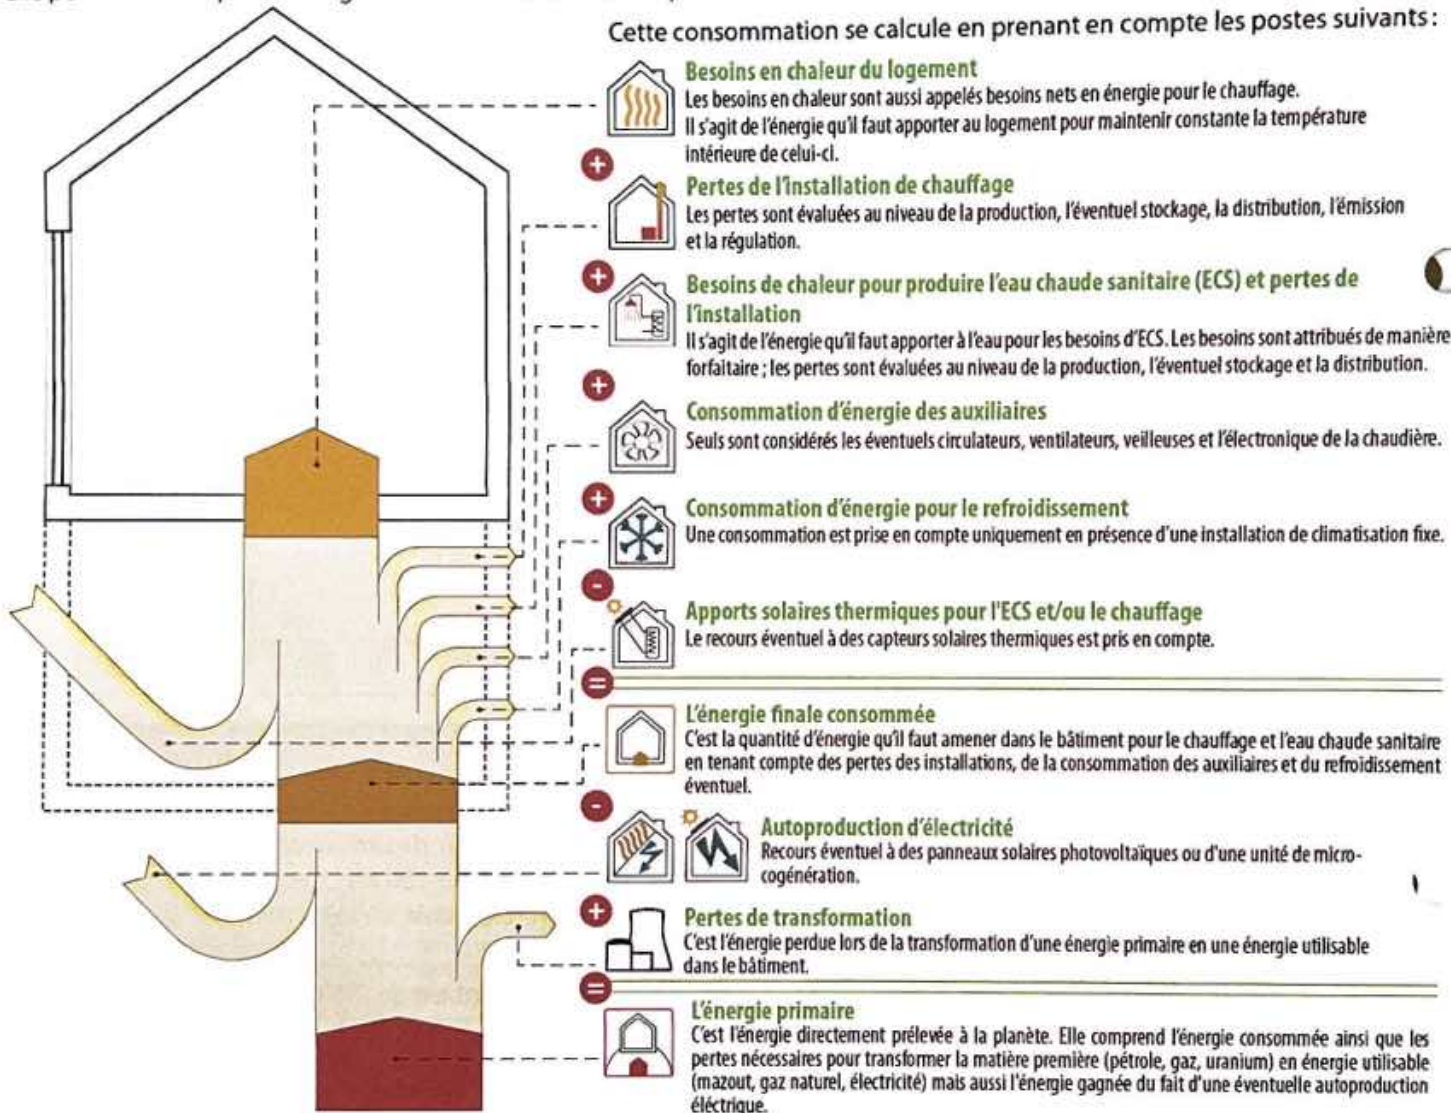 Cette consommation se calcule en prenant en compte les postes suivants :
Besoins en chaleur du logement
Les besoins en chaleur sont aussi appelés besoins nets en énergie pour le chauffage.
Il s'agit de l'énergie qu'il faut apporter au logement pour maintenir constante la température
intérieure de celui-ci.
+
Pertes de l'installation de chauffage
Les pertes sont évaluées au niveau de la production, l'éventuel stockage, la distribution, l'émission
et la régulation.
+
Besoins de chaleur pour produire l'eau chaude sanitaire (ECS) et pertes de
l'installation
Il s'agit de l'énergie qu'il faut apporter à l'eau pour les besoins d'ECS. Les besoins sont attribués de manière
forfaitaire ; les pertes sont évaluées au niveau de la production, l'éventuel stockage et la distribution.
+
Consommation d'énergie des auxiliaires
Seuls sont considérés les éventuels circulateurs, ventilateurs, veilleuses et l'électronique de la chaudière.
+
Consommation d'énergie pour le refroidissement
Une consommation est prise en compte uniquement en présence d'une installation de climatisation fixe.
-
Apports solaires thermiques pour l'ECS et/ou le chauffage
Le recours éventuel à des capteurs solaires thermiques est pris en compte.
=
L'énergie finale consommée
C'est la quantité d'énergie qu'il faut amener dans le bâtiment pour le chauffage et l'eau chaude sanitaire
en tenant compte des pertes des installations, de la consommation des auxiliaires et du refroidissement
éventuel.
-
Autoproduction d'électricité
Recours éventuel à des panneaux solaires photovoltaïques ou d'une unité de micro-
cogénération.
+
Pertes de transformation
C'est l'énergie perdue lors de la transformation d'une énergie primaire en une énergie utilisable
dans le bâtiment.
=
L'énergie primaire
C'est l'énergie directement prélevée à la planète. Elle comprend l'énergie consommée ainsi que les
pertes nécessaires pour transformer la matière première (pétrole, gaz, uranium) en énergie utilisable
(mazout, gaz naturel, électricité) mais aussi l'énergie gagnée du fait d'une éventuelle autoproduction
éléctrique.